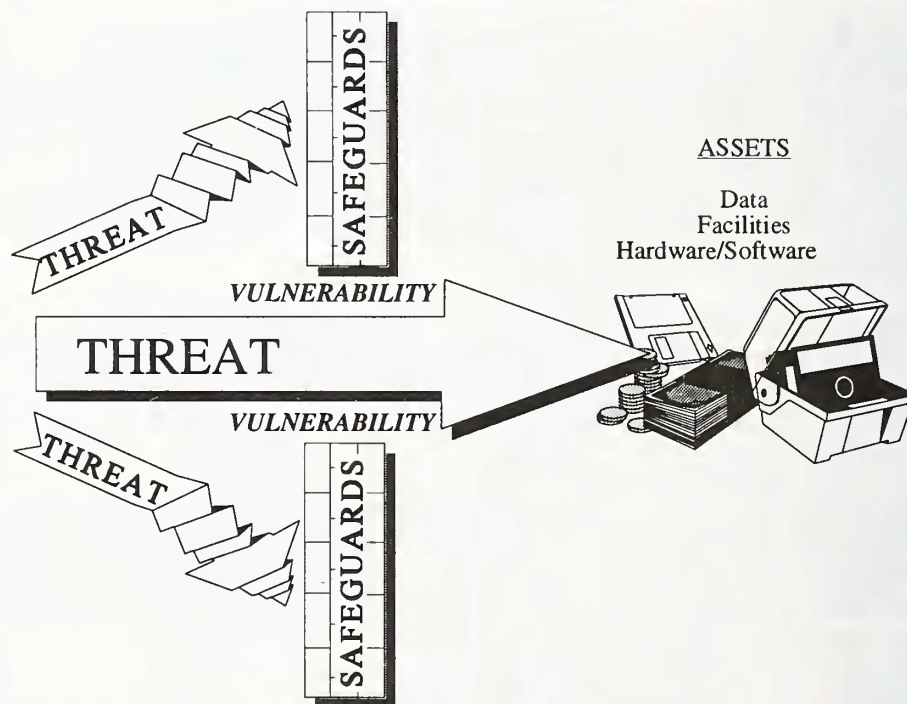 SAFEGUARDS
THREAT
ASSETS
Data
Facilities
Hardware/Software
VULNERABILITY
THREAT
VULNERABILITY
THREAT
SAFEGUARDS